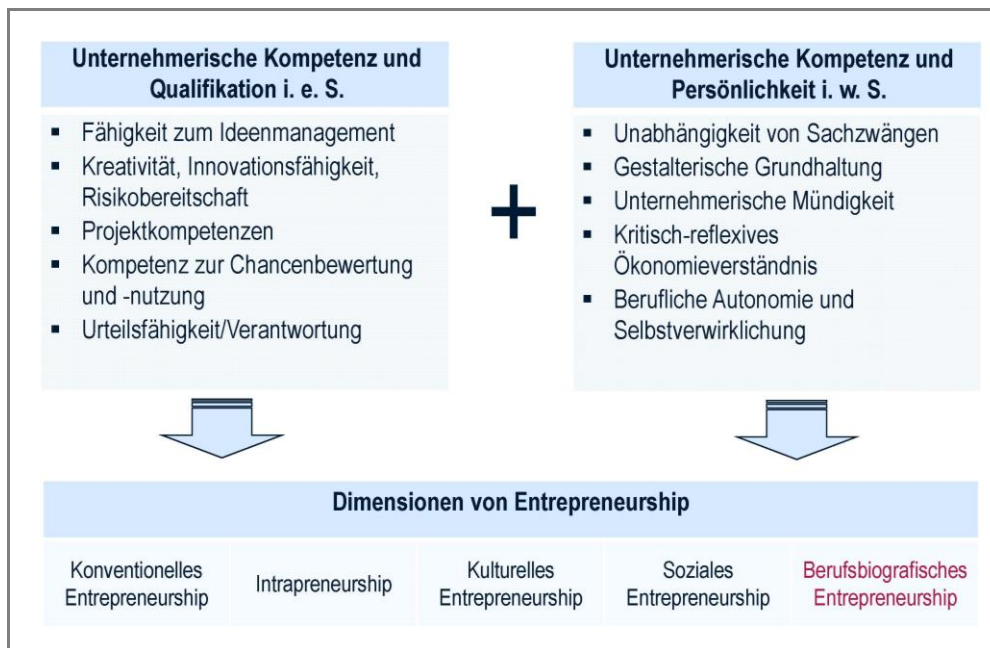 Unternehmerische Kompetenz und
Qualifikation i. e. S.
▪ Fähigkeit zum Ideenmanagement
▪ Kreativität, Innovationsfähigkeit,
Risikobereitschaft
▪ Projektkompetenzen
▪ Kompetenz zur Chancenbewertung
und -nutzung
▪ Urteilsfähigkeit/Verantwortung
+
Unternehmerische Kompetenz und
Persönlichkeit i. w. S.
▪ Unabhängigkeit von Sachzwängen
▪ Gestalterische Grundhaltung
▪ Unternehmerische Mündigkeit
▪ Kritisch-reflexives
Ökonomieverständnis
▪ Berufliche Autonomie und
Selbstverwirklichung
Dimensionen von Entrepreneurship
Konventionelles
Entrepreneurship
Intrapreneurship
Kulturelles
Entrepreneurship
Soziales
Entrepreneurship
Berufsbiografisches
Entrepreneurship